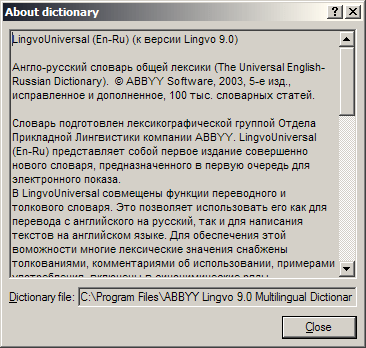 About dictionary
LingvoUniversal (En-Ru) (к версии Lingvo 9.0)
Англо-русский словарь общей лексики (The Universal English-
Russian Dictionary). © ABBYY Software, 2003, 5-е изд.,
исправленное и дополненное, 100 тыс. словарных статей.
Словарь подготовлен лексикографической группой Отдела
Прикладной Лингвистики компании ABBYY. LingvoUniversal
(En-Ru) представляет собой первое издание совершенно
нового словаря, предназначенного в первую очередь для
электронного показа.
В LingvoUniversal совмещены функции переводного и
толкового словаря. Это позволяет использовать его как для
перевода с английского на русский, так и для написания
текстов на английском языке. Для обеспечения этой
воможности многие лексические значения снабжены
толкованиями, комментариями об использовании, примерами
употребления, включены в синонимические ряды
Dictionary file: C:\Program Files\ABBYY Lingvo 9.0 Multilingual Dictionar
Close